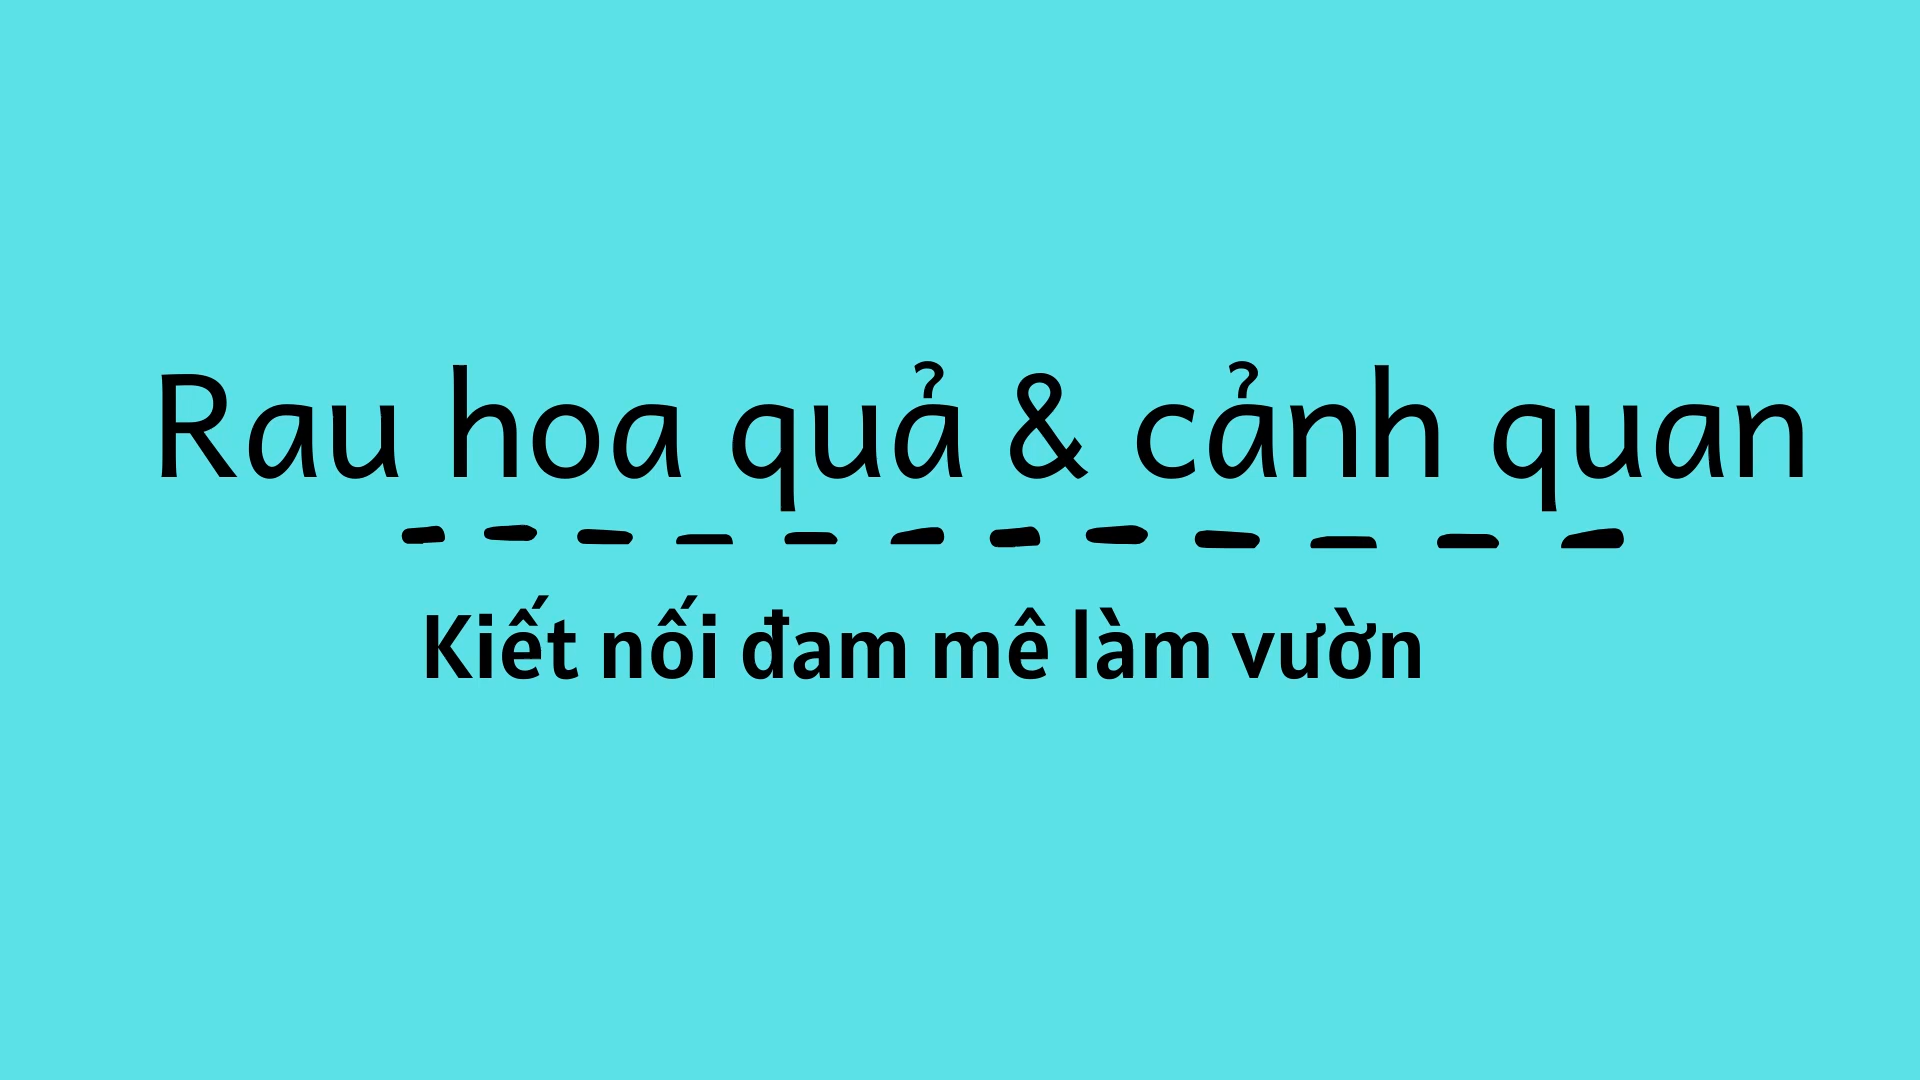 Rau hoa quả & cảnh quan
Kiết nối đam mê làm vườn